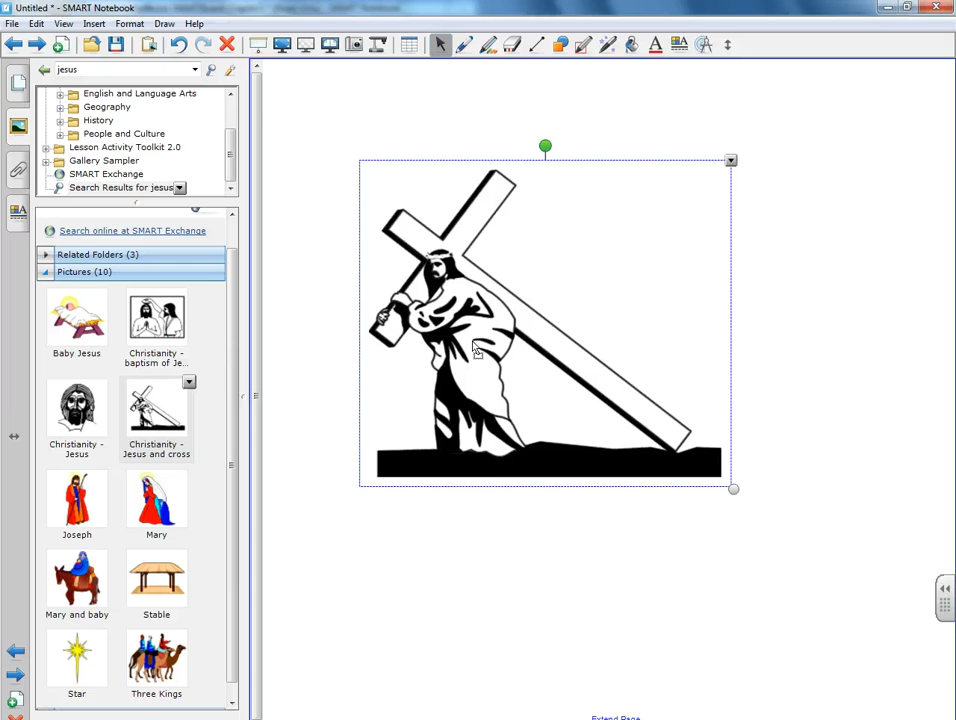 Untitled * - SMART Notebook
File Edit View Insert Format Draw Help
jesus
English and Language Arts
Geography
History
People and Culture
Lesson Activity Toolkit 2.0
Gallery Sampler
SMART Exchange
Search Results for jesus
Search online at SMART Exchange
Related Folders (3)
Pictures (10)
Baby Jesus
Christianity -
baptism of Je...
Christianity -
Jesus
Christianity -
Jesus and cross
Joseph
Mary
Mary and baby
Stable
Star
Three Kings
Extend Page